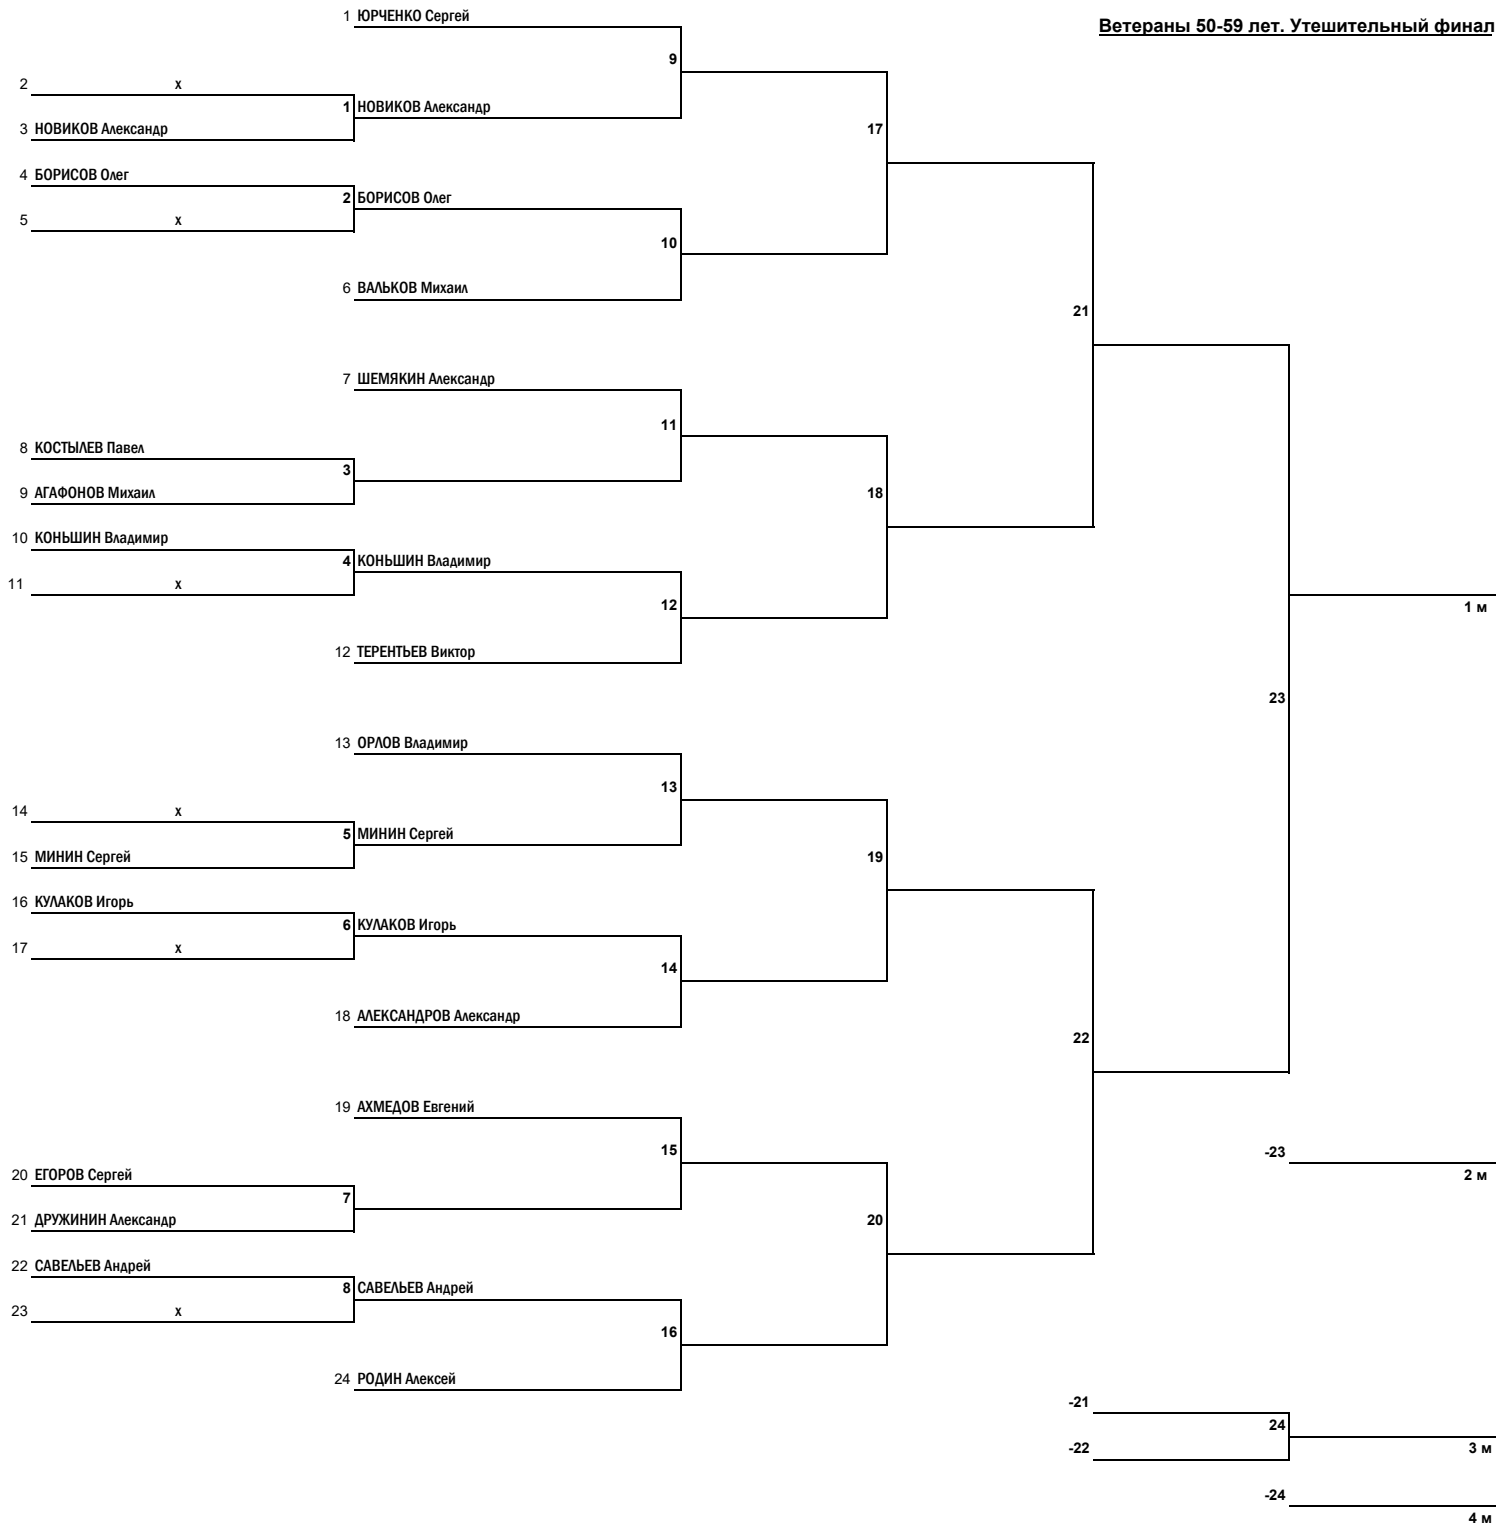 1 ЮРЧЕНКО Сергей
Ветераны 50-59 лет. Утешительный финал
9
2 х
1 НОВИКОВ Александр
3 НОВИКОВ Александр
17
4 БОРИСОВ Олег
2 БОРИСОВ Олег
5 х
10
6 ВАЛЬКОВ Михаил
21
7 ШЕМЯКИН Александр
11
8 КОСТЫЛЕВ Павел
3
9 АГАФОНОВ Михаил
18
10 КОНЬШИН Владимир
4 КОНЬШИН Владимир
11 х
12
1 м
12 ТЕРЕНТЬЕВ Виктор
23
13 ОРЛОВ Владимир
13
14 х
5 МИНИН Сергей
15 МИНИН Сергей
19
16 КУЛАКОВ Игорь
6 КУЛАКОВ Игорь
17 х
14
18 АЛЕКСАНДРОВ Александр
22
19 АХМЕДОВ Евгений
15
-23
20 ЕГОРОВ Сергей
2 м
7
21 ДРУЖИНИН Александр
20
22 САВЕЛЬЕВ Андрей
8 САВЕЛЬЕВ Андрей
23 х
16
24 РОДИН Алексей
-21
24
-22
3 м
-24
4 м